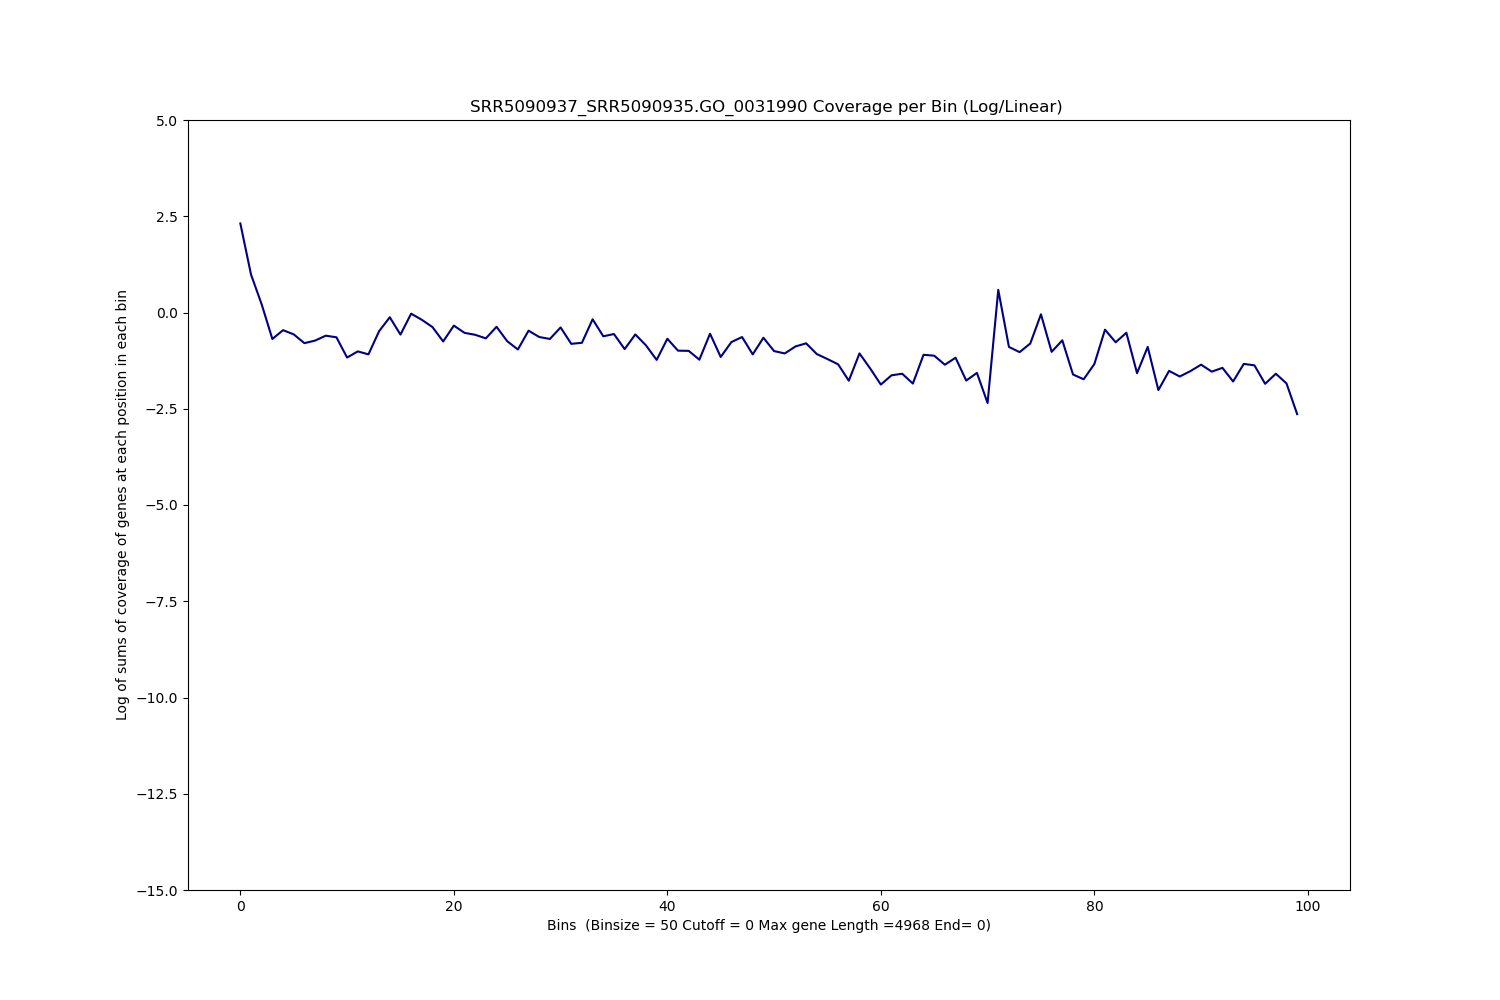 SRR5090937_SRR5090935.GO_0031990 Coverage per Bin (Log/Linear)
Log of sums of coverage of genes at each position in each bin
5.0
2.5
0.0
−2.5
−5.0
−7.5
−10.0
−12.5
−15.0
0 20 40 60 80 100
Bins  (Binsize = 50 Cutoff = 0 Max gene Length =4968 End= 0)